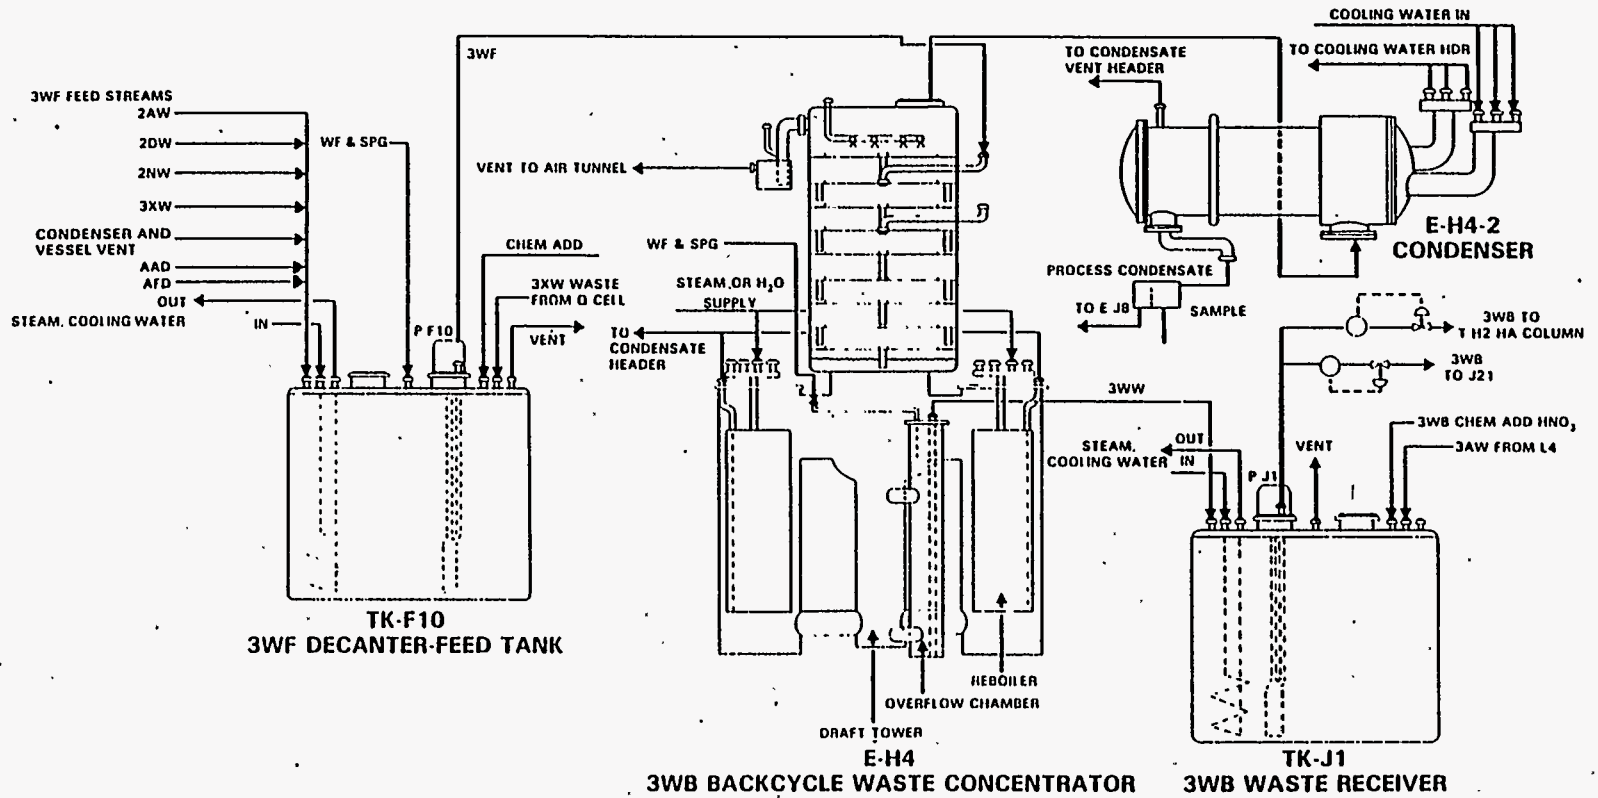 3WF FEED STREAMS
2AW
2DW
2NW
3XW
CONDENSER AND
VESSEL VENT
AAD
AFD
OUT
STEAM, COOLING WATER
IN
WF & SPG
3WF
P F10
CHEM ADD
3XW WASTE
FROM Q CELL
VENT
TK-F10
3WF DECANTER-FEED TANK
VENT TO AIR TUNNEL
WF & SPG
STEAM OR H2O
SUPPLY
TO
CONDENSATE
HEADER
3WW
REBOILER
OVERFLOW CHAMBER
DRAFT TOWER
E-H4
3WB BACKCYCLE WASTE CONCENTRATOR
TO CONDENSATE
VENT HEADER
COOLING WATER IN
TO COOLING WATER HDR
E-H4-2
CONDENSER
PROCESS CONDENSATE
TO E J8
SAMPLE
3WB TO
T H2 HA COLUMN
3WB
TO J21
STEAM,
COOLING WATER
OUT
IN
P J1
VENT
3WB CHEM ADD HNO3
3AW FROM L4
TK-J1
3WB WASTE RECEIVER